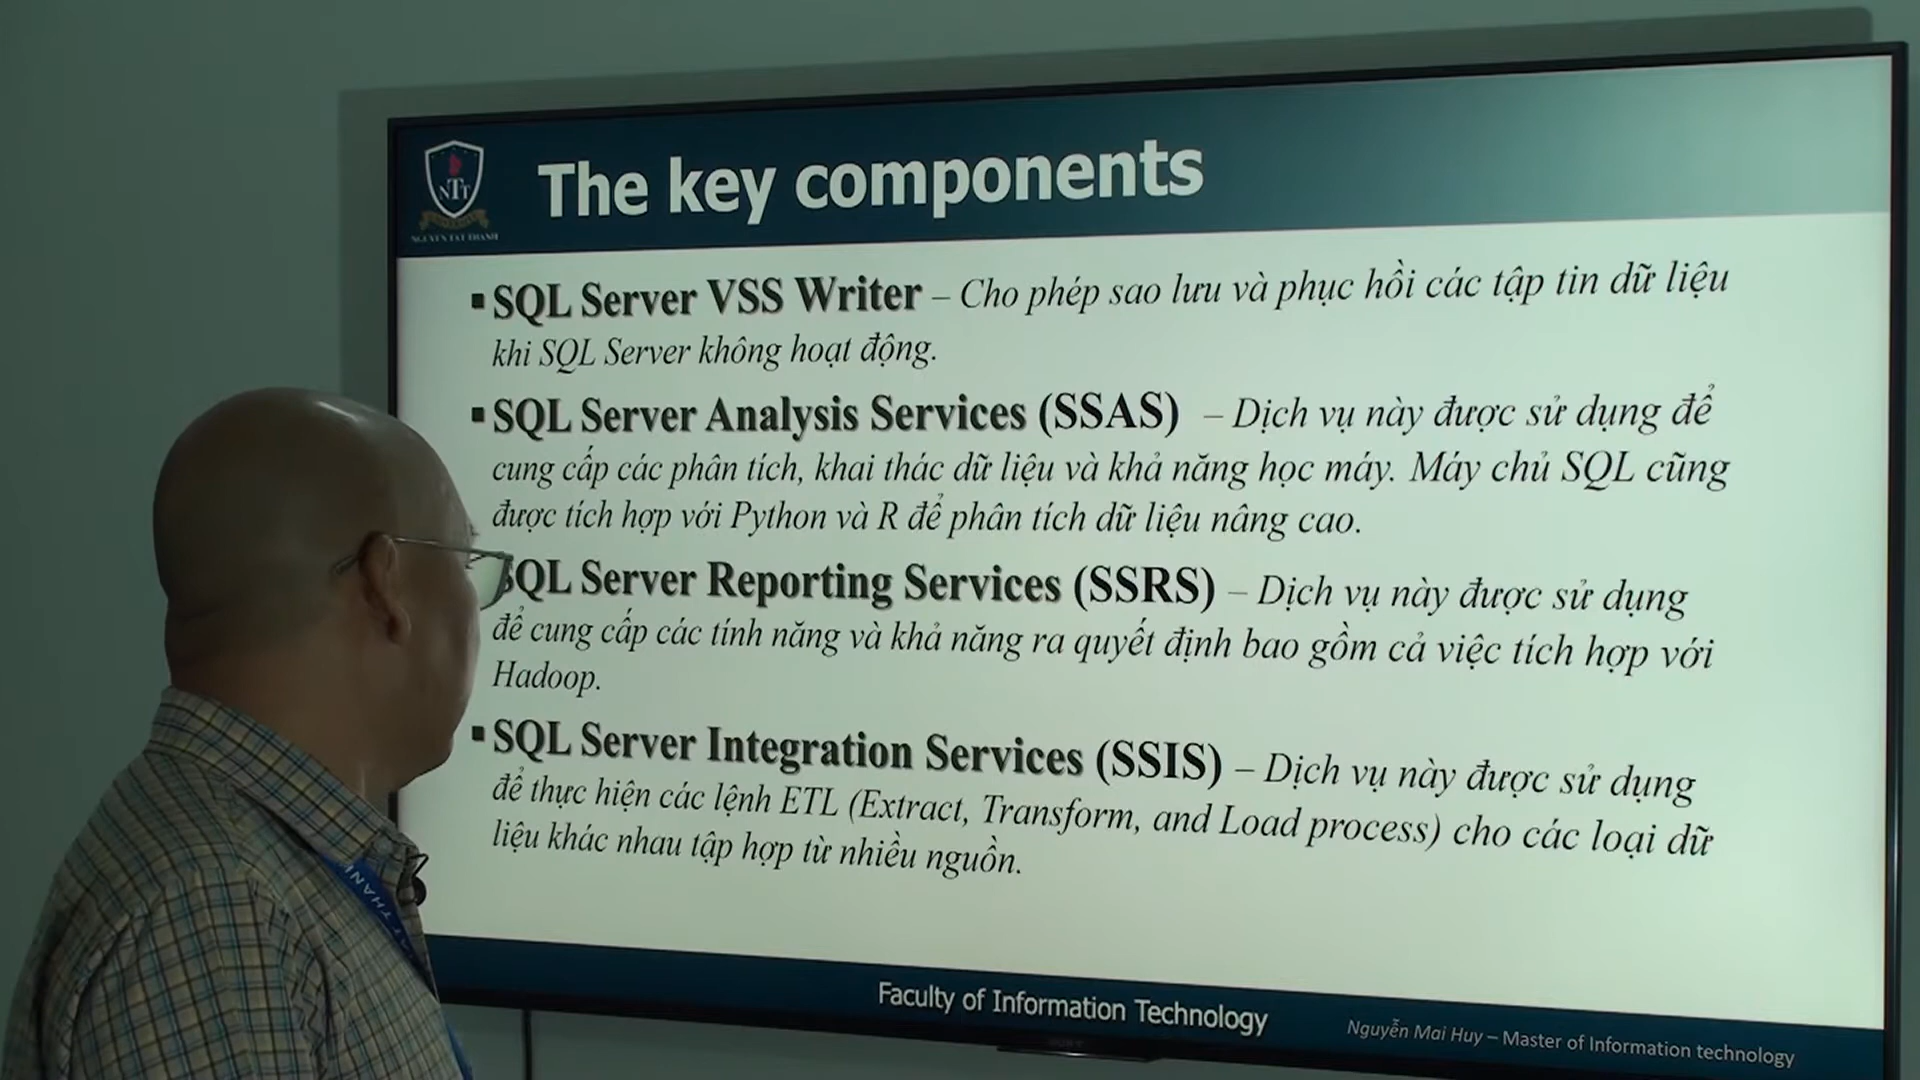 NTT
NGUYEN TAT THANH
The key components
▪ SQL Server VSS Writer – Cho phép sao lưu và phục hồi các tập tin dữ liệu
khi SQL Server không hoạt động.
▪ SQL Server Analysis Services (SSAS) – Dịch vụ này được sử dụng để
cung cấp các phân tích, khai thác dữ liệu và khả năng học máy. Máy chủ SQL cũng
được tích hợp với Python và R để phân tích dữ liệu nâng cao.
SQL Server Reporting Services (SSRS) – Dịch vụ này được sử dụng
để cung cấp các tính năng và khả năng ra quyết định bao gồm cả việc tích hợp với
Hadoop.
▪ SQL Server Integration Services (SSIS) – Dịch vụ này được sử dụng
để thực hiện các lệnh ETL (Extract, Transform, and Load process) cho các loại dữ
liệu khác nhau tập hợp từ nhiều nguồn.
Faculty of Information Technology
Nguyễn Mai Huy – Master of Information technology